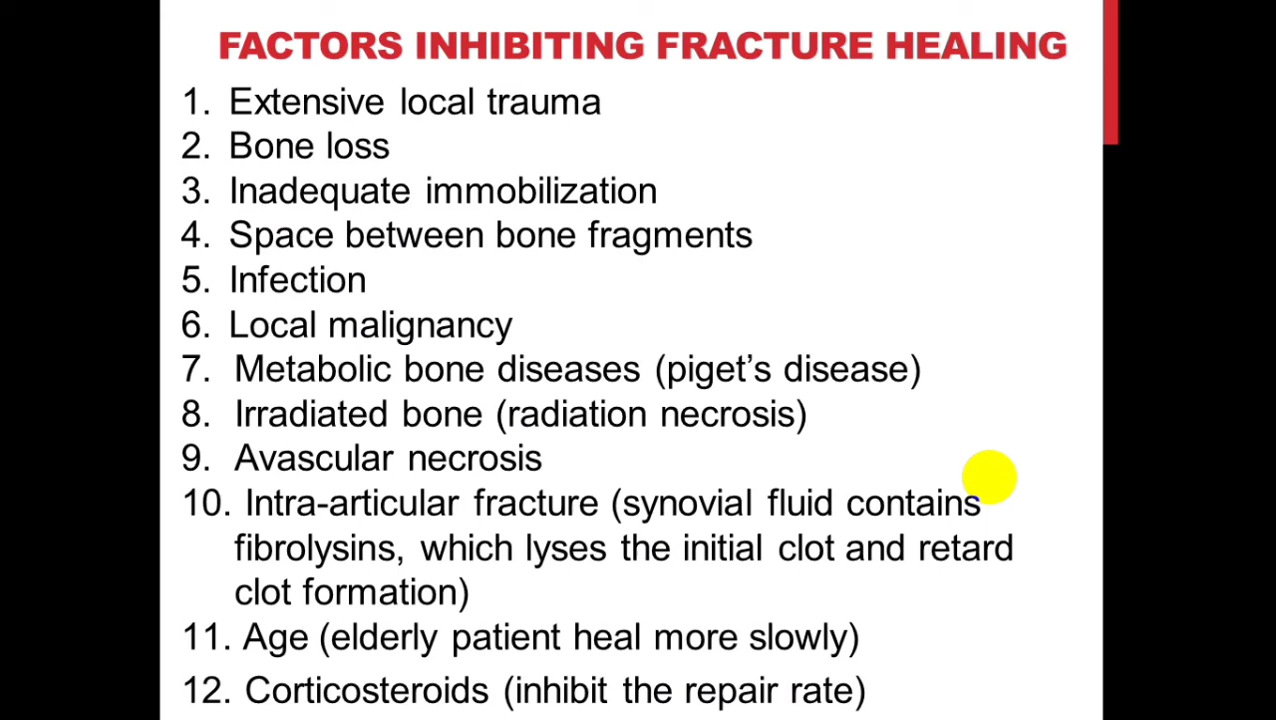 FACTORS INHIBITING FRACTURE HEALING
1. Extensive local trauma
2. Bone loss
3. Inadequate immobilization
4. Space between bone fragments
5. Infection
6. Local malignancy
7. Metabolic bone diseases (piget’s disease)
8. Irradiated bone (radiation necrosis)
9. Avascular necrosis
10. Intra-articular fracture (synovial fluid contains
fibrolysins, which lyses the initial clot and retard
clot formation)
11. Age (elderly patient heal more slowly)
12. Corticosteroids (inhibit the repair rate)